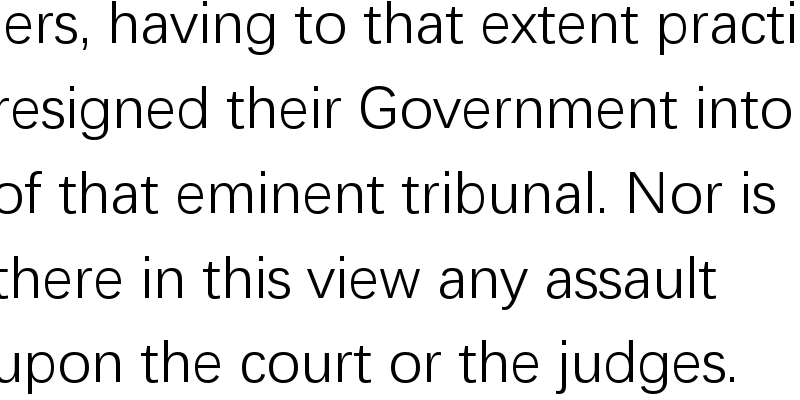 ers, having to that extent practi
resigned their Government into
of that eminent tribunal. Nor is
there in this view any assault
upon the court or the judges.